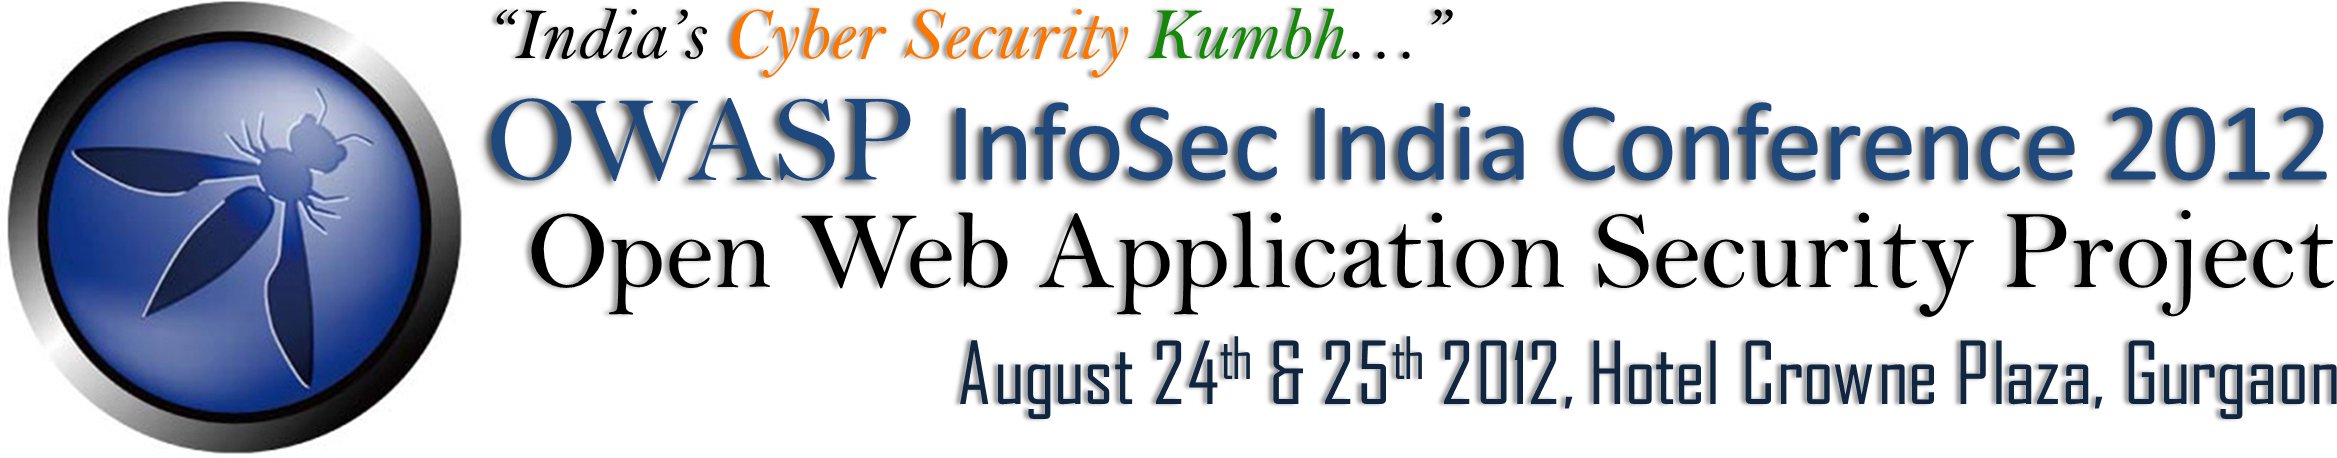 “India’s Cyber Security Kumbh…”
OWASP InfoSec India Conference 2012
Open Web Application Security Project
August 24th & 25th 2012, Hotel Crowne Plaza, Gurgaon